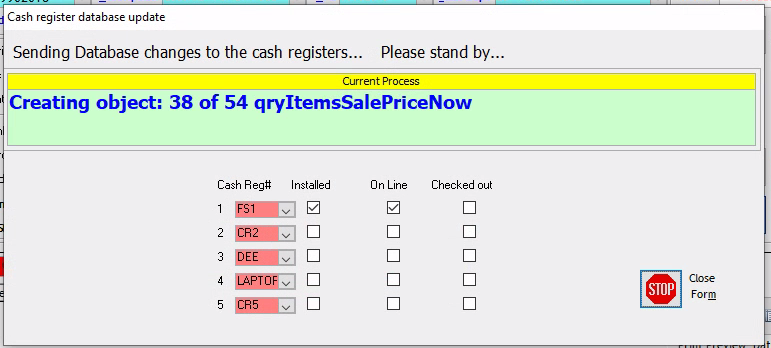 Cash register database update
Sending Database changes to the cash registers... Please stand by...
Current Process
Creating object: 38 of 54 qryItemsSalePriceNow
Cash Reg# Installed On Line Checked out
1 FS1
2 CR2
3 DEE
4 LAPTOP
5 CR5
STOP
Close
Form